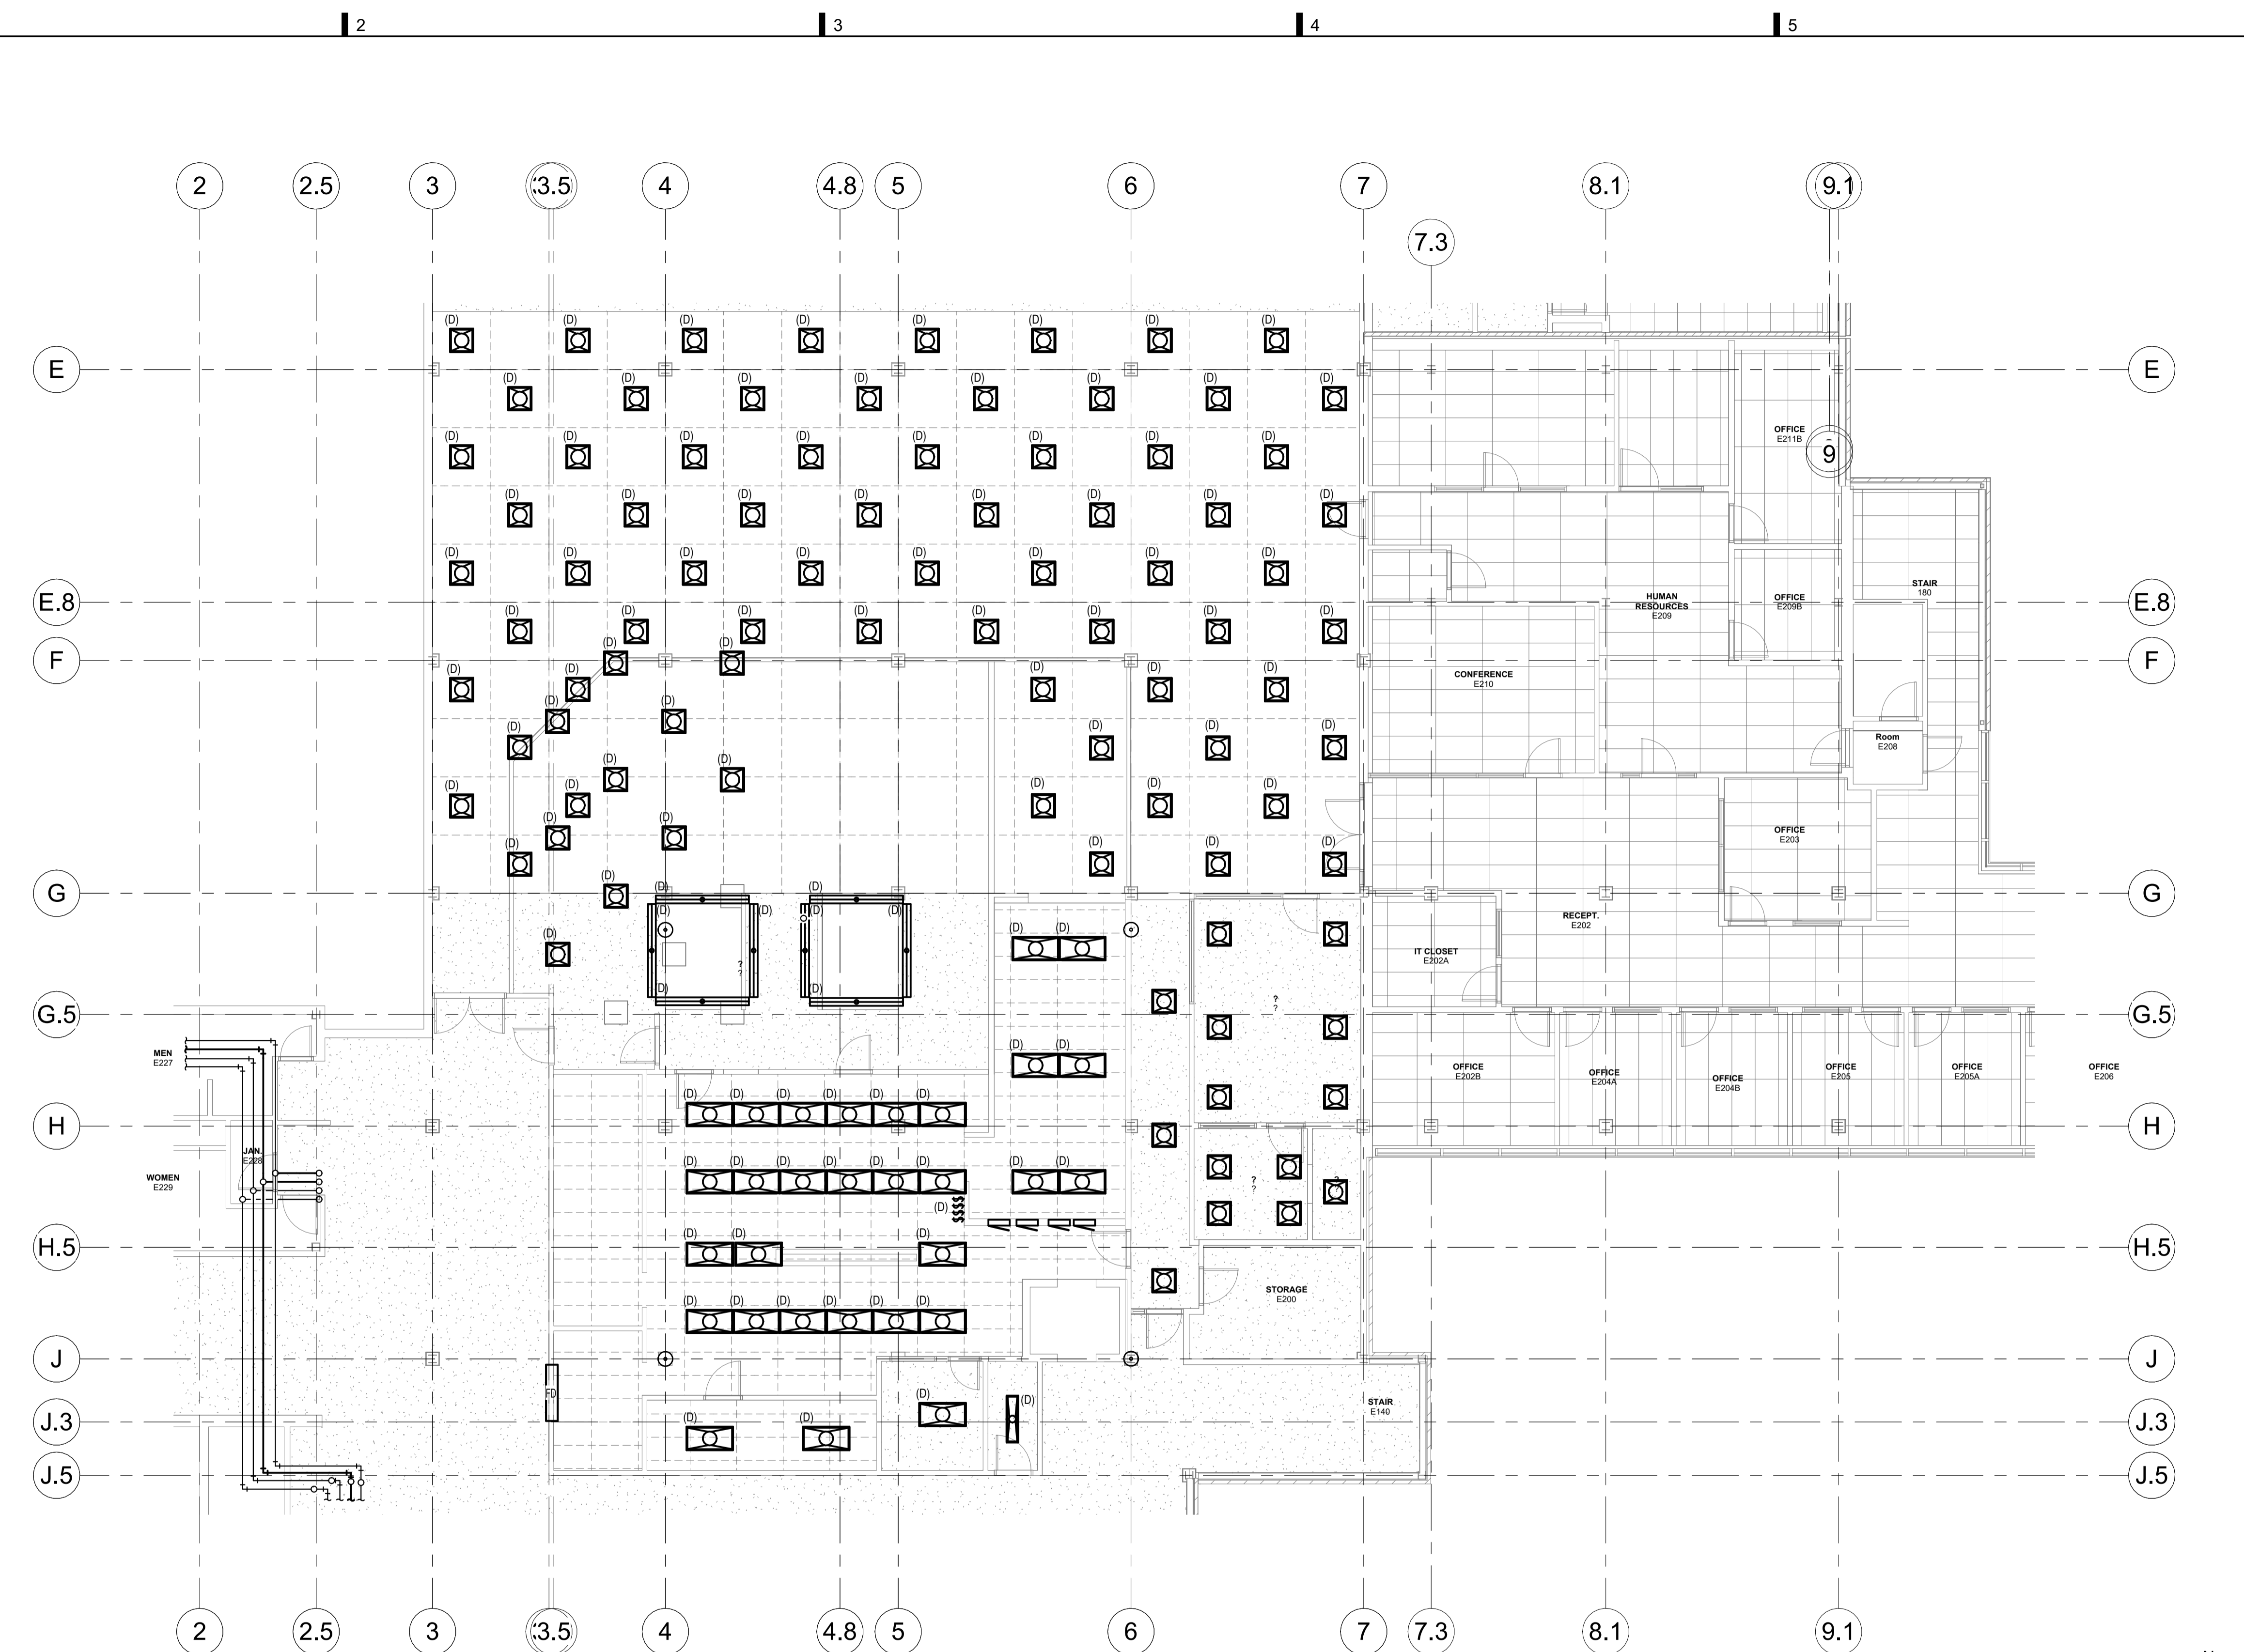 2 3 4 5
2 2.5 3 3.5 4 4.8 5 6 7 8.1 9.1
7.3
(D) (D) (D) (D) (D) (D) (D) (D)
E E
(D) (D) (D) (D) (D) (D) (D) (D)
OFFICE
E211B
9
(D) (D) (D) (D) (D) (D) (D) (D)
(D) (D) (D) (D) (D) (D) (D) (D)
(D) (D) (D) (D) (D) (D) (D) (D)
STAIR
180
HUMAN
RESOURCES
E209
OFFICE
E209B
E.8 E.8
(D) (D) (D) (D) (D) (D) (D) (D)
(D) (D)
F F
(D) (D) (D) (D) (D)
CONFERENCE
E210
(D) (D)
(D) (D) (D) (D)
Room
E208
(D) (D)
(D) (D) (D) (D) (D)
(D) (D)
OFFICE
E203
(D) (D) (D) (D)
(D) (D) (D)
G G
(D) (D) (D) (D)
RECEPT.
E202
(D) (D) (D)
IT CLOSET
E202A
?
?
(D) (D)
?
?
G.5 G.5
MEN
E227
(D) (D)
OFFICE
E202B
OFFICE
E204A
OFFICE
E204B
OFFICE
E205
OFFICE
E205A
OFFICE
E206
(D) (D) (D) (D) (D) (D)
H H
JAN.
E228
WOMEN
E229
(D) (D) (D) (D) (D) (D) (D) (D)
?
?
?
?
(D)
H.5 H.5
(D) (D) (D)
STORAGE
E200
(D) (D) (D) (D) (D) (D)
J J
FD
(D) (D)
STAIR
E140
J.3 J.3
(D) (D)
J.5 J.5
2 2.5 3 3.5 4 4.8 5 6 7 7.3 8.1 9.1